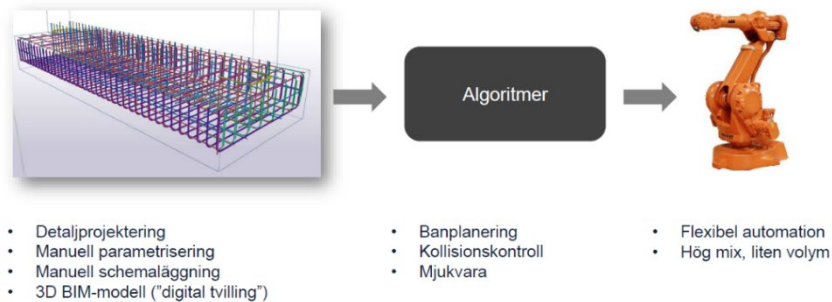 Algoritmer
• Detaljprojektering
• Manuell parametrisering
• Manuell schemaläggning
• 3D BIM-modell (”digital tvilling”)
• Banplanering
• Kollisionskontroll
• Mjukvara
• Flexibel automation
• Hög mix, liten volym